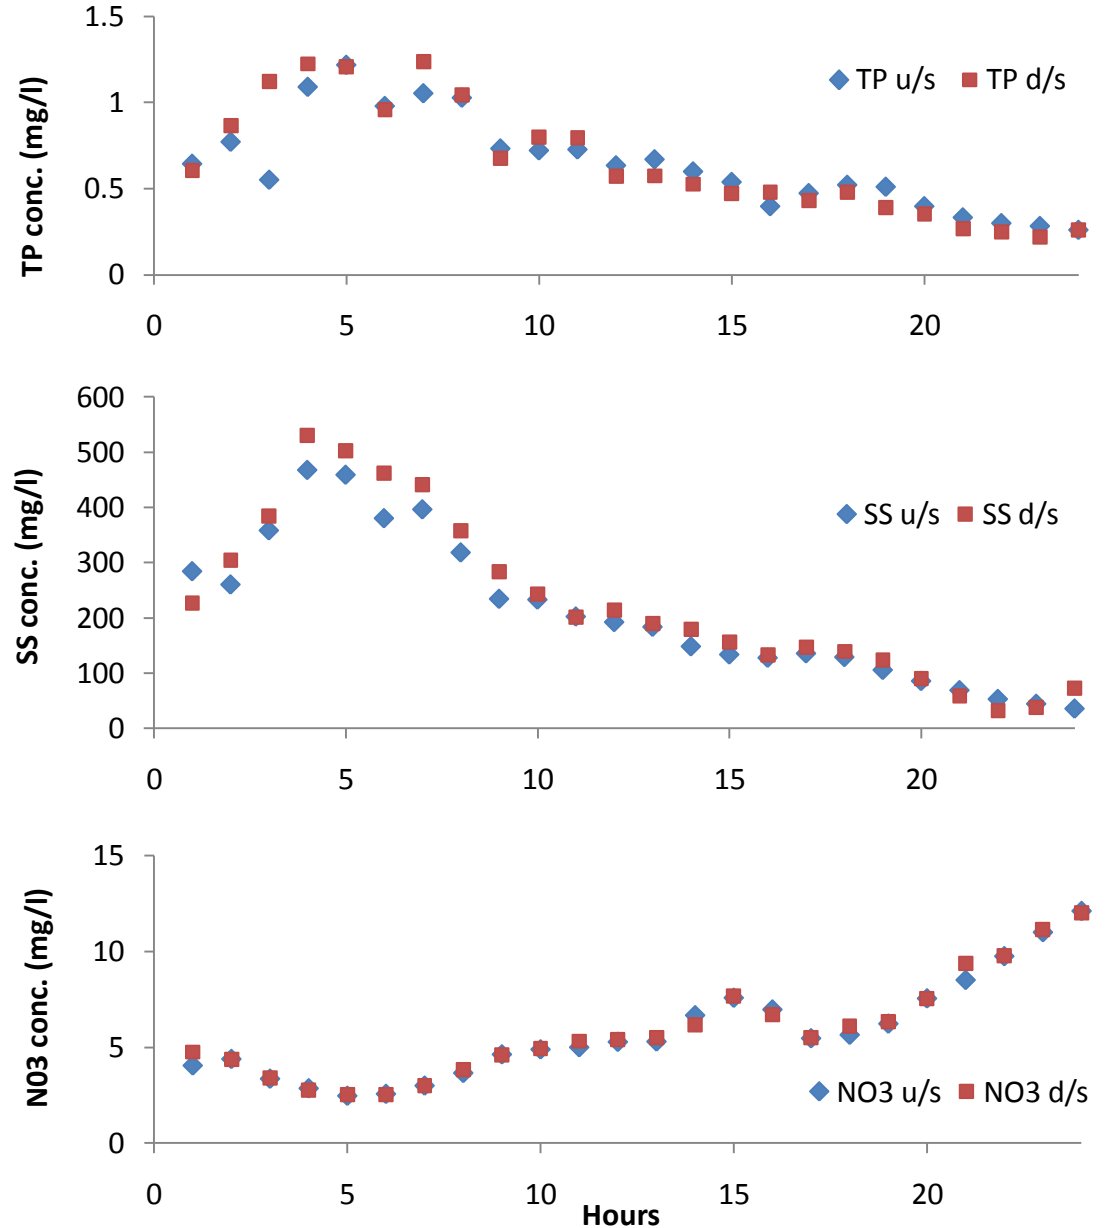 1.5
1
0.5
0
TP conc. (mg/l)
TP u/s TP d/s
0 5 10 15 20
600
500
400
300
200
100
0
SS conc. (mg/l)
SS u/s SS d/s
0 5 10 15 20
15
10
5
0
N03 conc. (mg/l)
NO3 u/s NO3 d/s
0 5 10 15 20
Hours